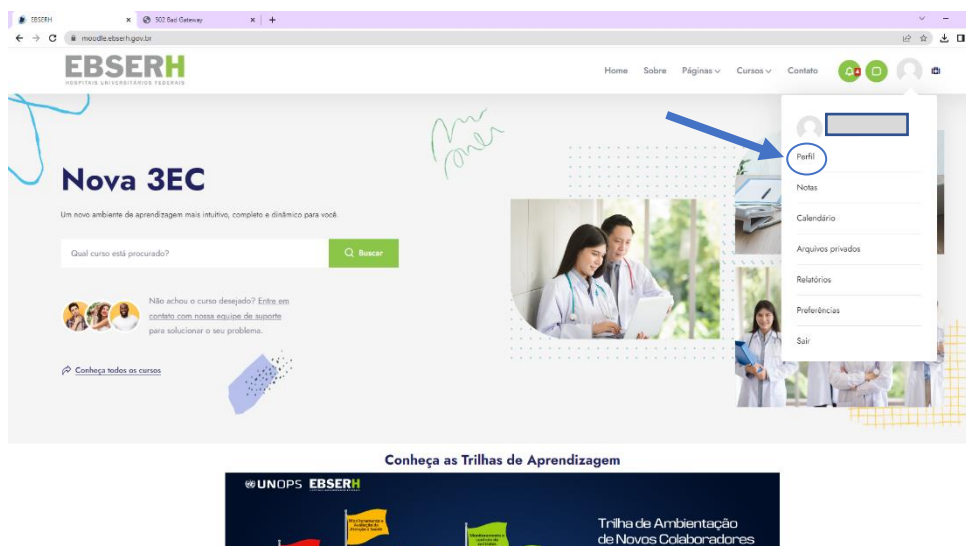 EBSERH
502 Bad Gateway
moodle.ebserh.gov.br
EBSERH
HOSPITAIS UNIVERSITÁRIOS FEDERAIS
Home Sobre Páginas Cursos Contato
4
Perfil
Notas
Calendário
Arquivos privados
Relatórios
Preferências
Sair
Nova 3EC
Um novo ambiente de aprendizagem mais intuitivo, completo e dinâmico para você.
Qual curso está procurado?
Buscar
Não achou o curso desejado? Entre em
contato com nossa equipe de suporte
para solucionar o seu problema.
Conheça todos os cursos
Conheça as Trilhas de Aprendizagem
UNOPS EBSERH
Trilha de Ambientação
de Novos Colaboradores